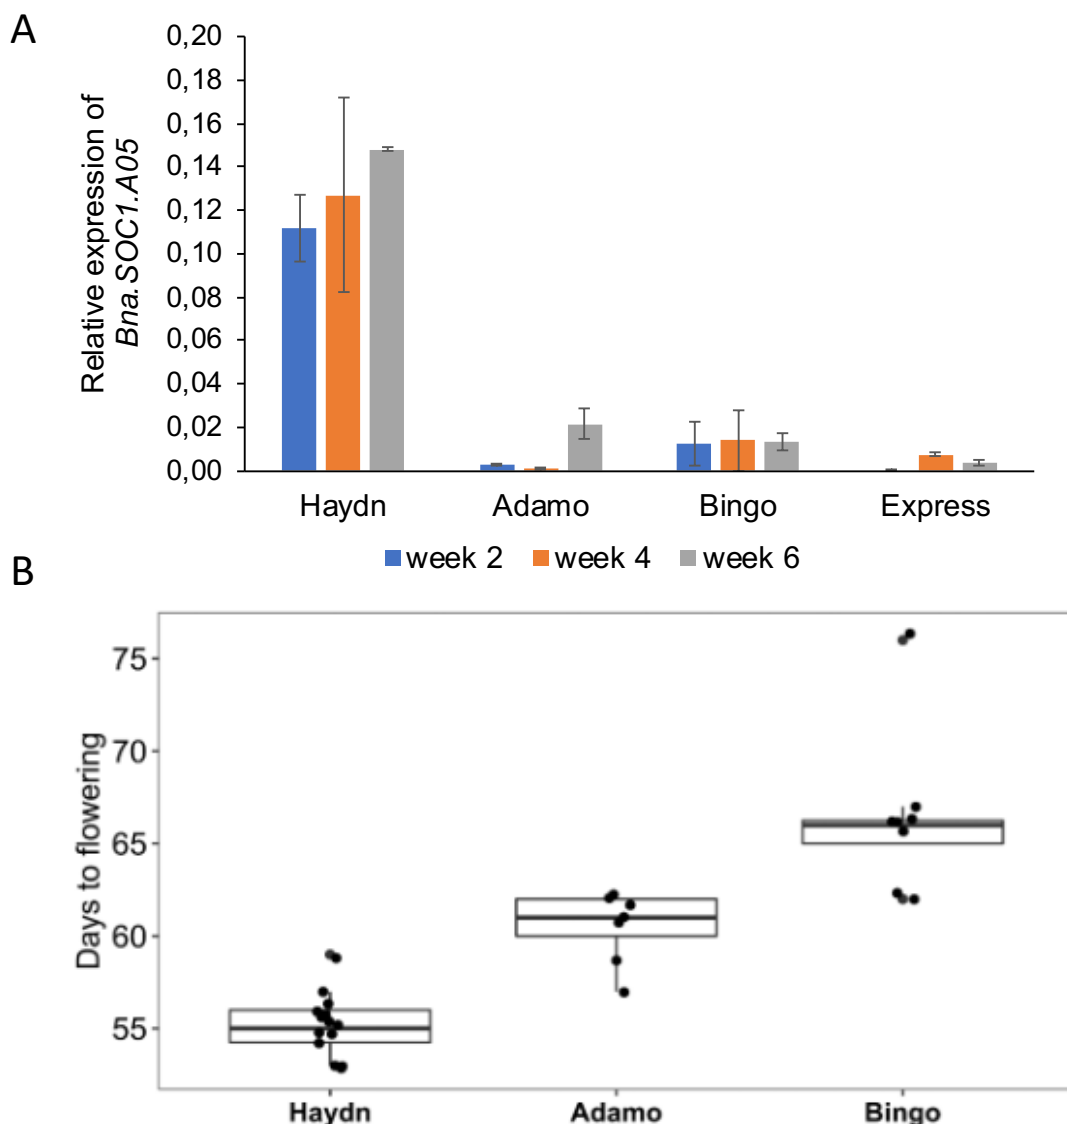 A
0,20
0,18
0,16
0,14
0,12
0,10
0,08
0,06
0,04
0,02
0,00
Relative expression of
Bna.SOC1.A05
Haydn Adamo Bingo Express
week 2 week 4 week 6
B
75
70
65
60
55
Days to flowering
Haydn Adamo Bingo